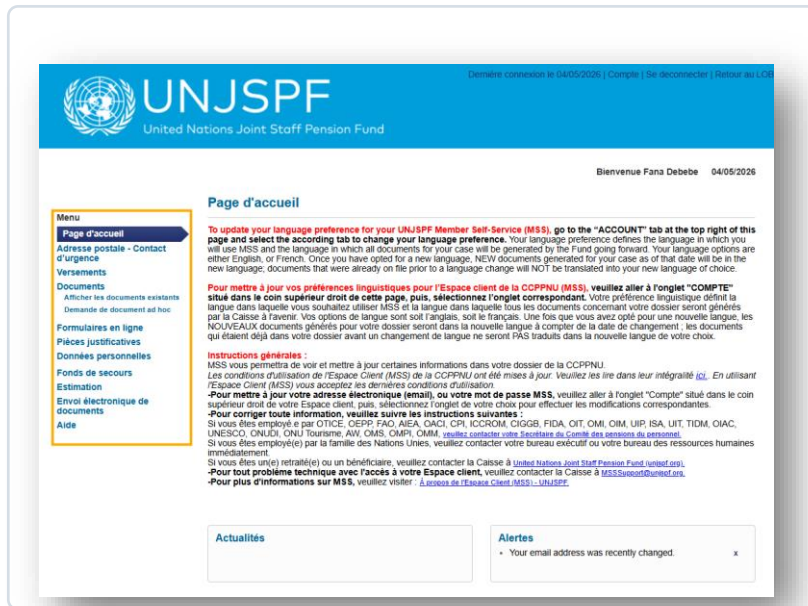 Dernière connexion le 04/05/2026 | Compte | Se deconnecter | Retour au LOB
UNJSPF
United Nations Joint Staff Pension Fund
Bienvenue Fana Debebe 04/05/2026
Menu
Page d'accueil
Adresse postale - Contact
d'urgence
Versements
Documents
Afficher les documents existants
Demande de document ad hoc
Formulaires en ligne
Pièces justificatives
Données personnelles
Fonds de secours
Estimation
Envoi électronique de
documents
Aide
Page d'accueil
To update your language preference for your UNJSPF Member Self-Service (MSS), go to the “ACCOUNT” tab at the top right of this
page and select the according tab to change your language preference. Your language preference defines the language in which you
will use MSS and the language in which all documents for your case will be generated by the Fund going forward. Your language options are
either English, or French. Once you have opted for a new language, NEW documents generated for your case as of that date will be in the
new language; documents that were already on file prior to a language change will NOT be translated into your new language of choice.
Pour mettre à jour vos préférences linguistiques pour l'Espace client de la CCPPNU (MSS), veuillez aller à l'onglet "COMPTE"
situé dans le coin supérieur droit de cette page, puis, sélectionnez l'onglet correspondant. Votre préférence linguistique définit la
langue dans laquelle vous souhaitez utiliser MSS et la langue dans laquelle tous les documents concernant votre dossier seront générés
par la Caisse à l'avenir. Vos options de langue sont soit l'anglais, soit le français. Une fois que vous avez opté pour une nouvelle langue, les
NOUVEAUX documents générés pour votre dossier seront dans la nouvelle langue à compter de la date de changement ; les documents
qui étaient déjà dans votre dossier avant un changement de langue ne seront PAS traduits dans la nouvelle langue de votre choix.
Instructions générales :
MSS vous permettra de voir et mettre à jour certaines informations dans votre dossier de la CCPPNU.
Les conditions d'utilisation de l'Espace Client (MSS) de la CCPPNU ont été mises à jour. Veuillez les lire dans leur intégralité ici.. En utilisant
l'Espace Client (MSS) vous acceptez les dernières conditions d'utilisation.
-Pour mettre à jour votre adresse électronique (email), ou votre mot de passe MSS, veuillez aller à l'onglet "Compte" situé dans le coin
supérieur droit de votre Espace client, puis, sélectionnez l'onglet de votre choix pour effectuer les modifications correspondantes.
-Pour corriger toute information, veuillez suivre les instructions suivantes :
Si vous êtes employé e par OTICE, OEPP, FAO, AIEA, OACI, CPI, ICCROM, CIGGB, FIDA, OIT, OMI, OIM, UIP, ISA, UIT, TIDM, OIAC,
UNESCO, ONUDI, ONU Tourisme, AW, OMS, OMPI, OMM, veuillez contacter votre Secrétaire du Comité des pensions du personnel.
Si vous êtes employé(e) par la famille des Nations Unies, veuillez contacter votre bureau exécutif ou votre bureau des ressources humaines
immédiatement.
Si vous êtes un(e) retraité(e) ou un bénéficiaire, veuillez contacter la Caisse à United Nations Joint Staff Pension Fund (unjspf.org).
-Pour tout problème technique avec l'accès à votre Espace client, veuillez contacter la Caisse à MSSSupport@unjspf.org.
-Pour plus d'informations sur MSS, veuillez visiter : À propos de l'Espace Client (MSS) - UNJSPF.
Actualités
Alertes
• Your email address was recently changed. x